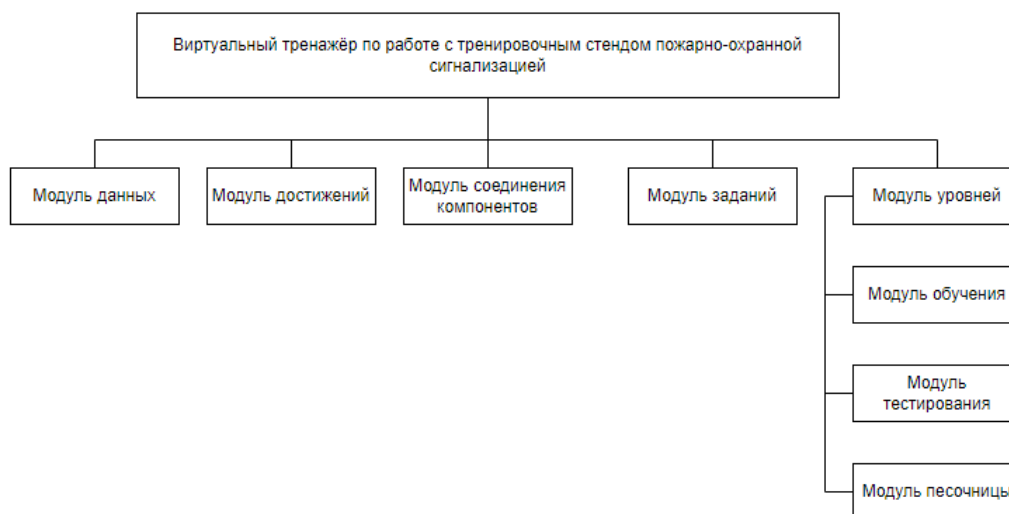 Виртуальный тренажёр по работе с тренировочным стендом пожарно-охранной
сигнализацией
Модуль данных
Модуль достижений
Модуль соединения
компонентов
Модуль заданий
Модуль уровней
Модуль обучения
Модуль
тестирования
Модуль песочницы